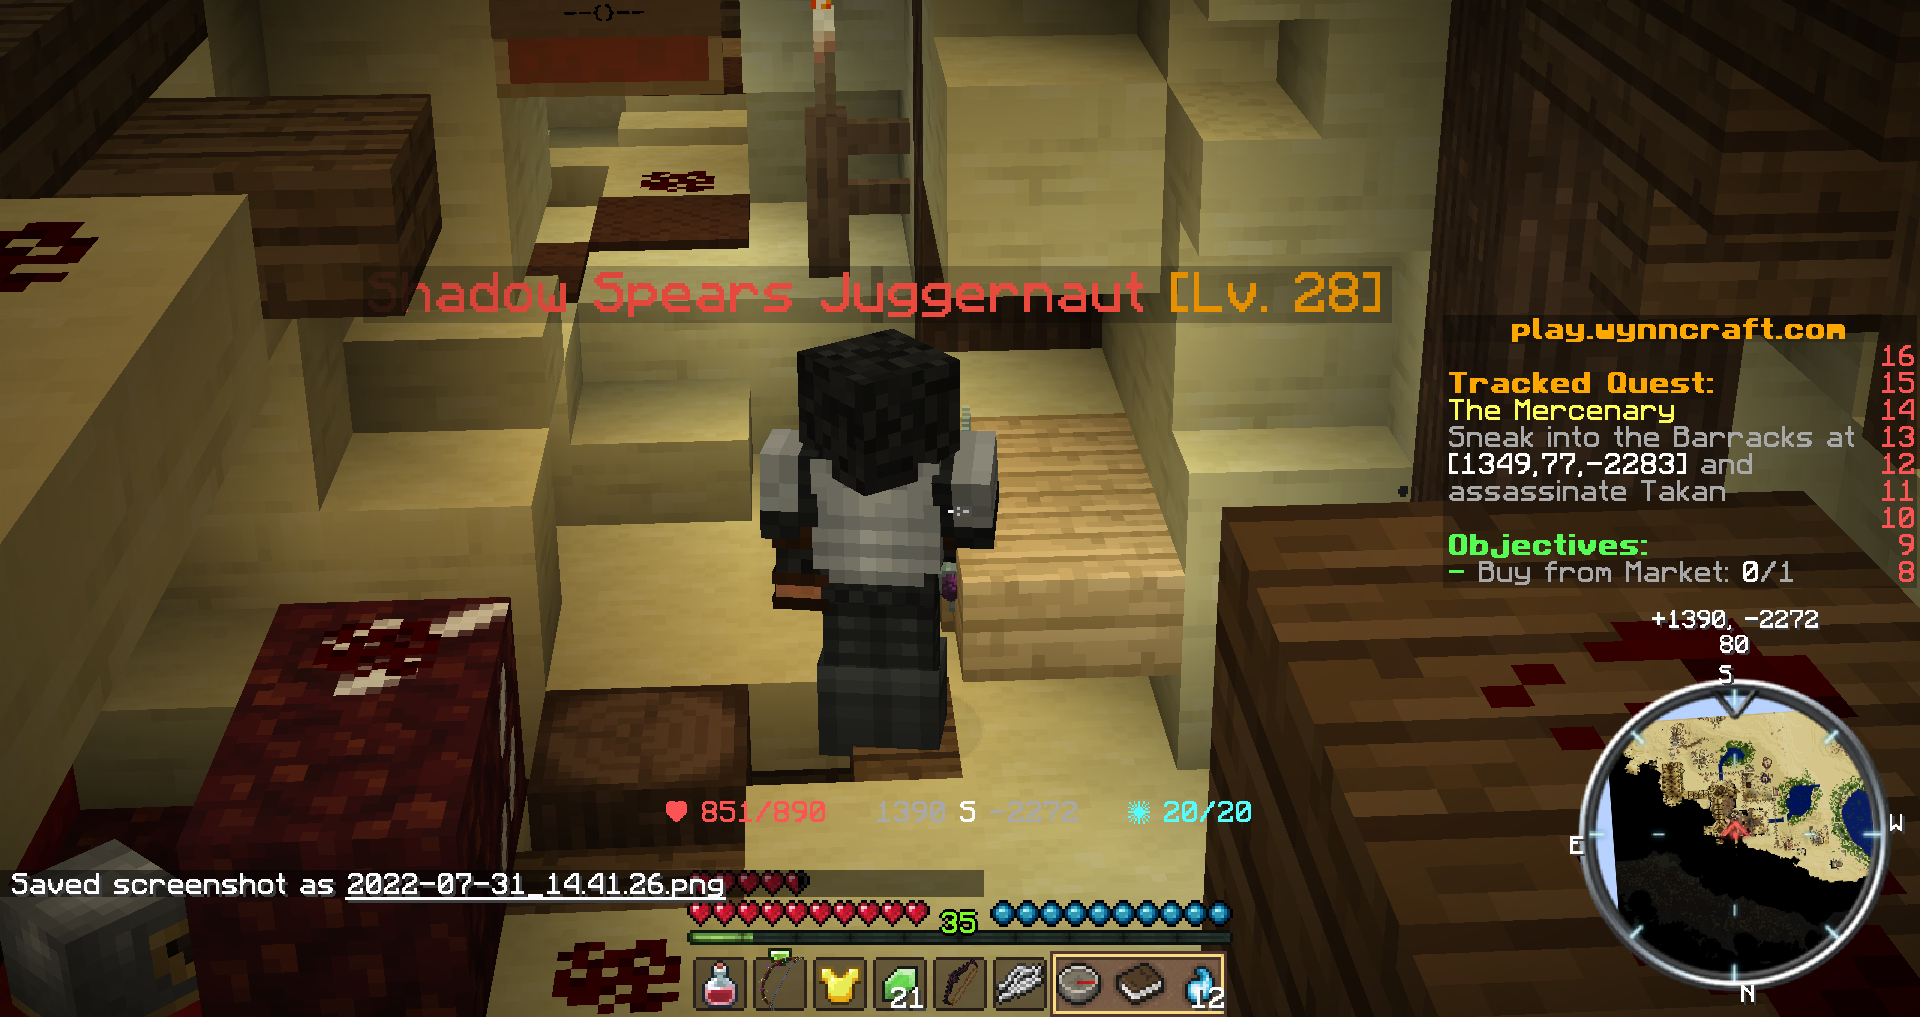 --{}--
Shadow Spears Juggernaut [Lv. 28]
play.wynncraft.com
16
Tracked Quest: 15
The Mercenary 14
Sneak into the Barracks at 13
[1349,77,-2283] and 12
assassinate Takan 11
10
Objectives: 9
- Buy from Market: 0/1 8
+1390, -2272
80
S
E
W
N
851/890 1390 S -2272 20/20
Saved screenshot as 2022-07-31_14.41.26.png
35
21
12